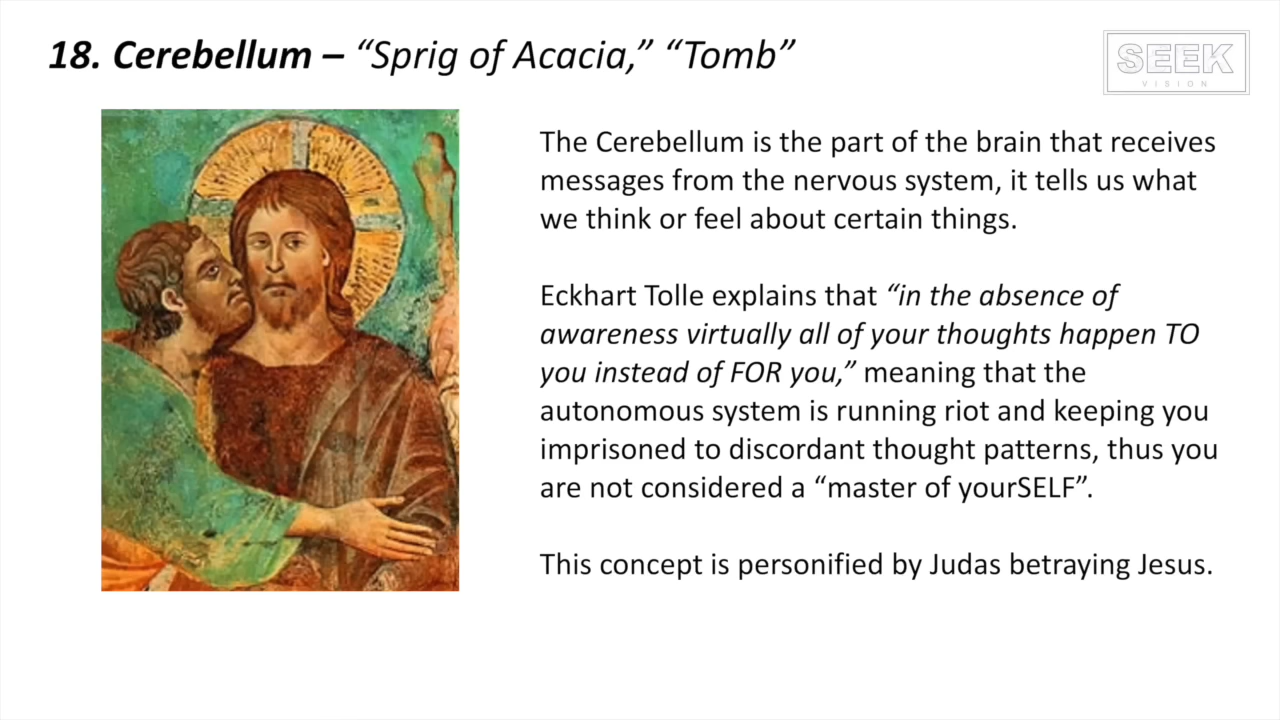 18. Cerebellum – “Sprig of Acacia,” “Tomb”
SEEK
VISION
The Cerebellum is the part of the brain that receives
messages from the nervous system, it tells us what
we think or feel about certain things.
Eckhart Tolle explains that “in the absence of
awareness virtually all of your thoughts happen TO
you instead of FOR you,” meaning that the
autonomous system is running riot and keeping you
imprisoned to discordant thought patterns, thus you
are not considered a “master of yourSELF”.
This concept is personified by Judas betraying Jesus.